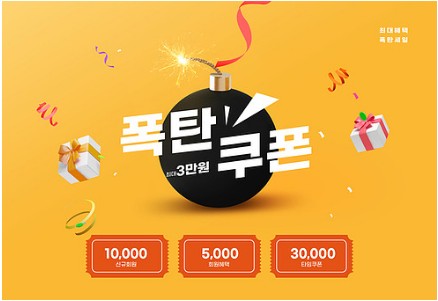 최대혜택
폭탄세일
폭탄
최대3만원
쿠폰
10,000
신규회원
5,000
회원혜택
30,000
타임쿠폰